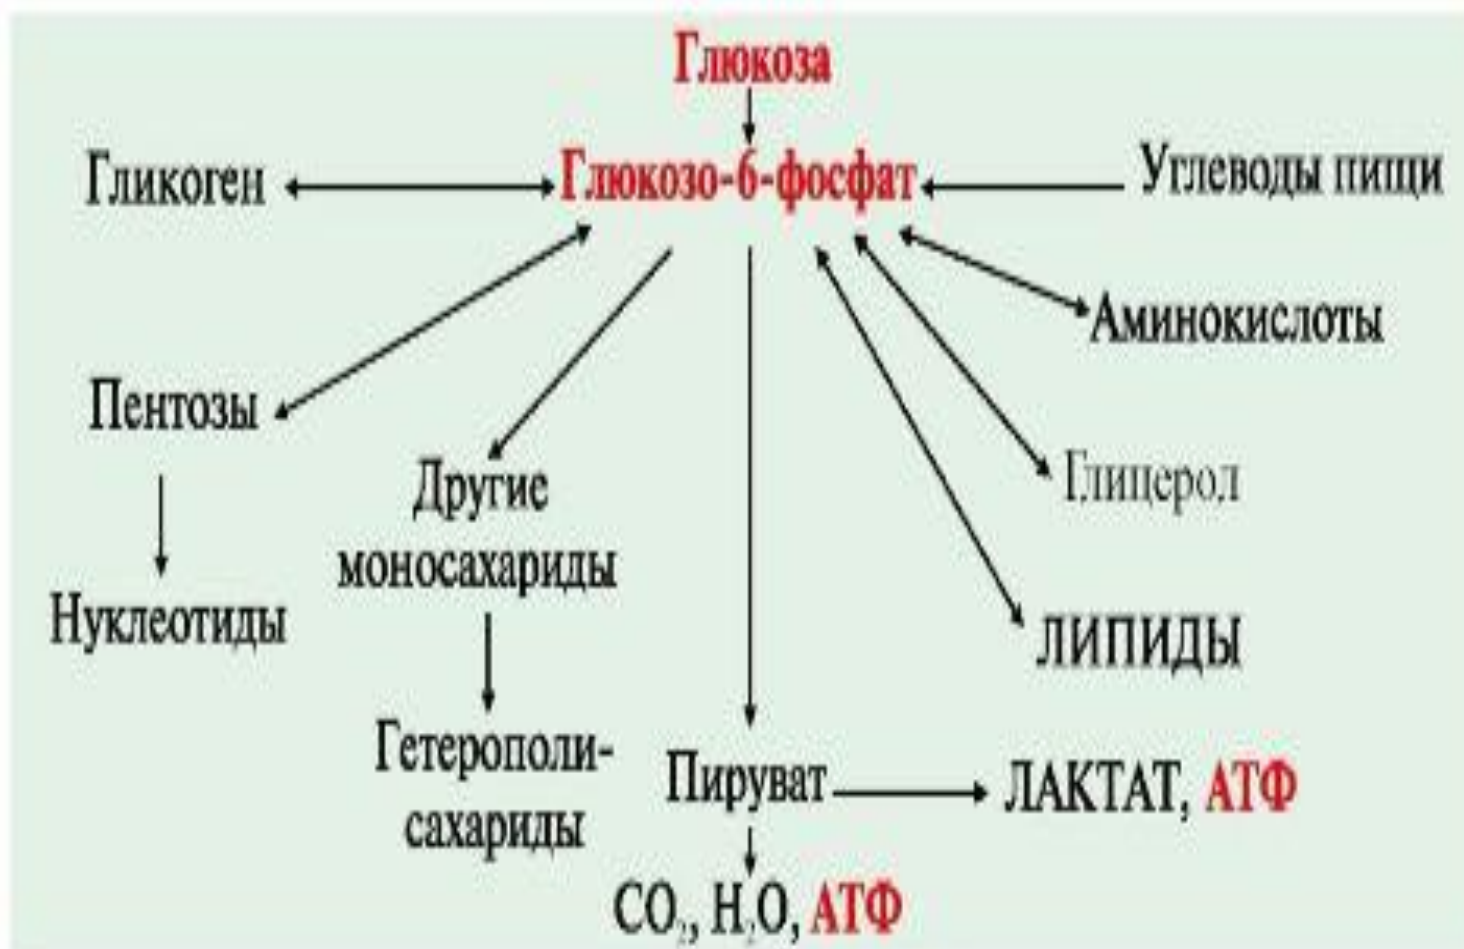 Глюкоза
Гликоген
Глюкозо-6-фосфат
Углеводы пищи
Аминокислоты
Пентозы
Глицерол
Другие
моносахариды
Нуклеотиды
ЛИПИДЫ
Гетерополи-
сахариды
Пируват
ЛАКТАТ, АТФ
CO₂, H₂O, АТФ